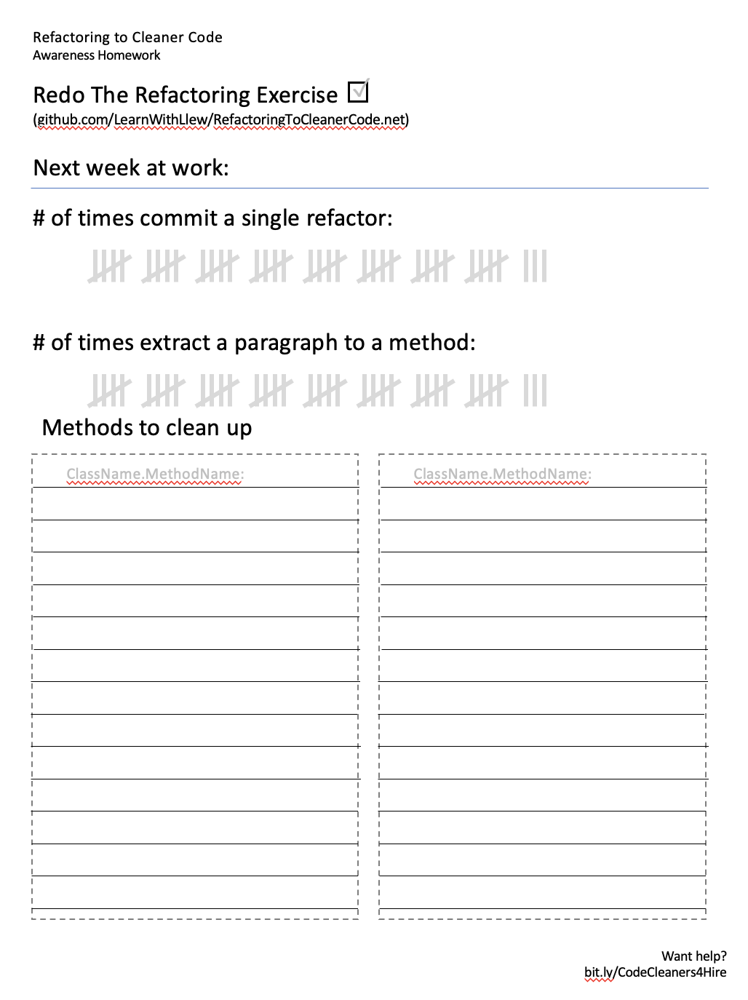 Refactoring to Cleaner Code
Awareness Homework
Redo The Refactoring Exercise
(github.com/LearnWithLlew/RefactoringToCleanerCode.net)
Next week at work:
# of times commit a single refactor:
# of times extract a paragraph to a method:
Methods to clean up
ClassName.MethodName:
ClassName.MethodName:
Want help?
bit.ly/CodeCleaners4Hire